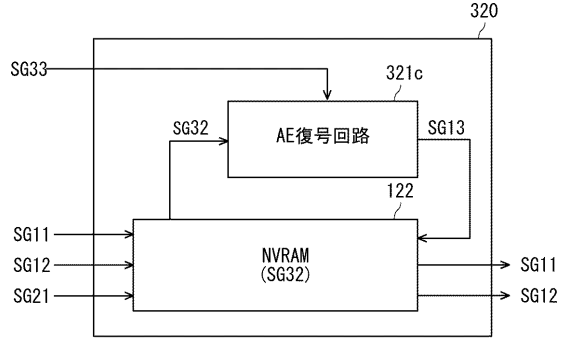 320
SG33
321c
SG32
AE復号回路
SG13
122
SG11
SG12
SG21
NVRAM
(SG32)
SG11
SG12